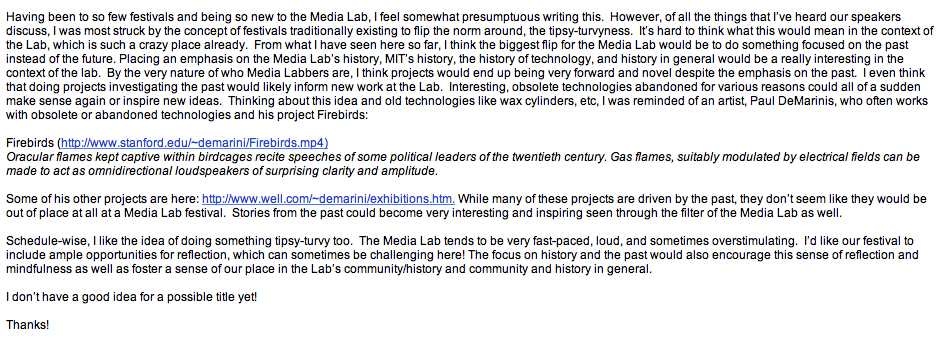 Having been to so few festivals and being so new to the Media Lab, I feel somewhat presumptuous writing this.  However, of all the things that I've heard our speakers
discuss, I was most struck by the concept of festivals traditionally existing to flip the norm around, the tipsy-turvyness.  It's hard to think what this would mean in the context of
the Lab, which is such a crazy place already.  From what I have seen here so far, I think the biggest flip for the Media Lab would be to do something focused on the past
instead of the future. Placing an emphasis on the Media Lab's history, MIT's history, the history of technology, and history in general would be a really interesting in the
context of the lab.  By the very nature of who Media Labbers are, I think projects would end up being very forward and novel despite the emphasis on the past.  I even think
that doing projects investigating the past would likely inform new work at the Lab.  Interesting, obsolete technologies abandoned for various reasons could all of a sudden
make sense again or inspire new ideas.  Thinking about this idea and old technologies like wax cylinders, etc, I was reminded of an artist, Paul DeMarinis, who often works
with obsolete or abandoned technologies and his project Firebirds:

Firebirds (http://www.stanford.edu/~demarini/Firebirds.mp4)
Oracular flames kept captive within birdcages recite speeches of some political leaders of the twentieth century. Gas flames, suitably modulated by electrical fields can be
made to act as omnidirectional loudspeakers of surprising clarity and amplitude.

Some of his other projects are here: http://www.well.com/~demarini/exhibitions.htm. While many of these projects are driven by the past, they don't seem like they would be
out of place at all at a Media Lab festival.  Stories from the past could become very interesting and inspiring seen through the filter of the Media Lab as well.

Schedule-wise, I like the idea of doing something tipsy-turvy too.  The Media Lab tends to be very fast-paced, loud, and sometimes overstimulating.  I'd like our festival to
include ample opportunities for reflection, which can sometimes be challenging here! The focus on history and the past would also encourage this sense of reflection and
mindfulness as well as foster a sense of our place in the Lab's community/history and community and history in general.

I don't have a good idea for a possible title yet!

Thanks!